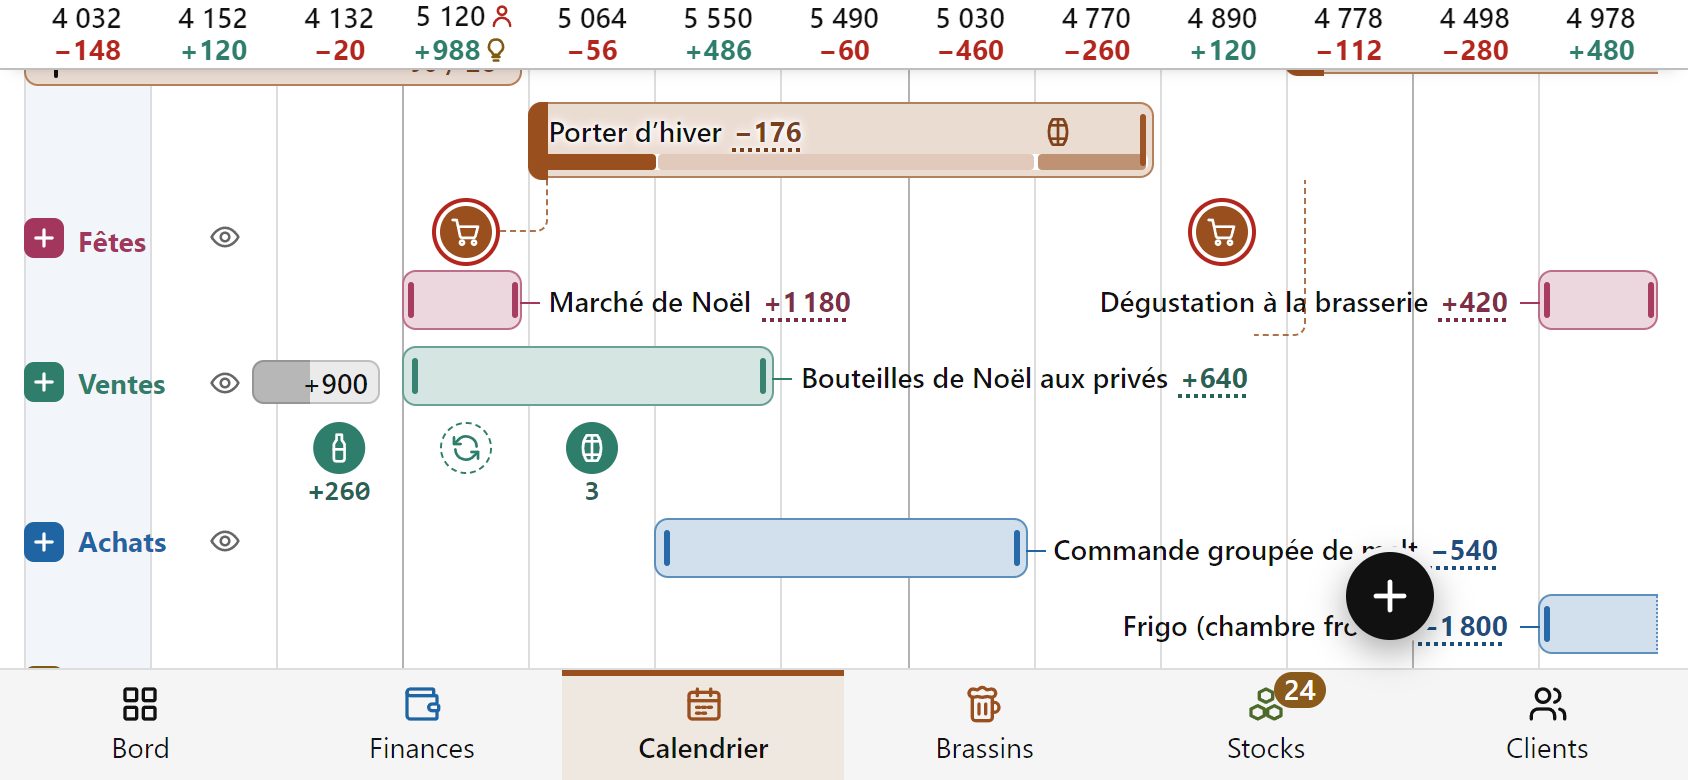 4 032 4 152 4 132 5 120 5 064 5 550 5 490 5 030 4 770 4 890 4 778 4 498 4 978
−148 +120 −20 +988 −56 +486 −60 −460 −260 +120 −112 −280 +480
Porter d’hiver −176
Fêtes
Marché de Noël +1 180
Dégustation à la brasserie +420
Ventes +900
Bouteilles de Noël aux privés +640
+260 3
Achats
Commande groupée de −540
Frigo (chambre −1 800
Bord Finances Calendrier Brassins Stocks 24 Clients